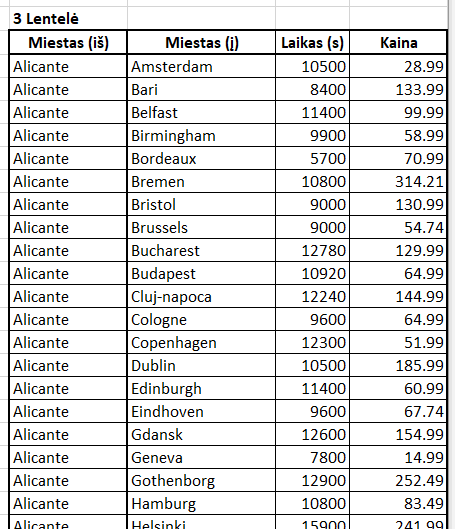 3 Lentelė
Miestas (iš) Miestas (į) Laikas (s) Kaina
Alicante Amsterdam 10500 28.99
Alicante Bari 8400 133.99
Alicante Belfast 11400 99.99
Alicante Birmingham 9900 58.99
Alicante Bordeaux 5700 70.99
Alicante Bremen 10800 314.21
Alicante Bristol 9000 130.99
Alicante Brussels 9000 54.74
Alicante Bucharest 12780 129.99
Alicante Budapest 10920 64.99
Alicante Cluj-napoca 12240 144.99
Alicante Cologne 9600 64.99
Alicante Copenhagen 12300 51.99
Alicante Dublin 10500 185.99
Alicante Edinburgh 11400 60.99
Alicante Eindhoven 9600 67.74
Alicante Gdansk 12600 154.99
Alicante Geneva 7800 14.99
Alicante Gothenborg 12900 252.49
Alicante Hamburg 10800 83.49
Alicante Helsinki 15900 241.99